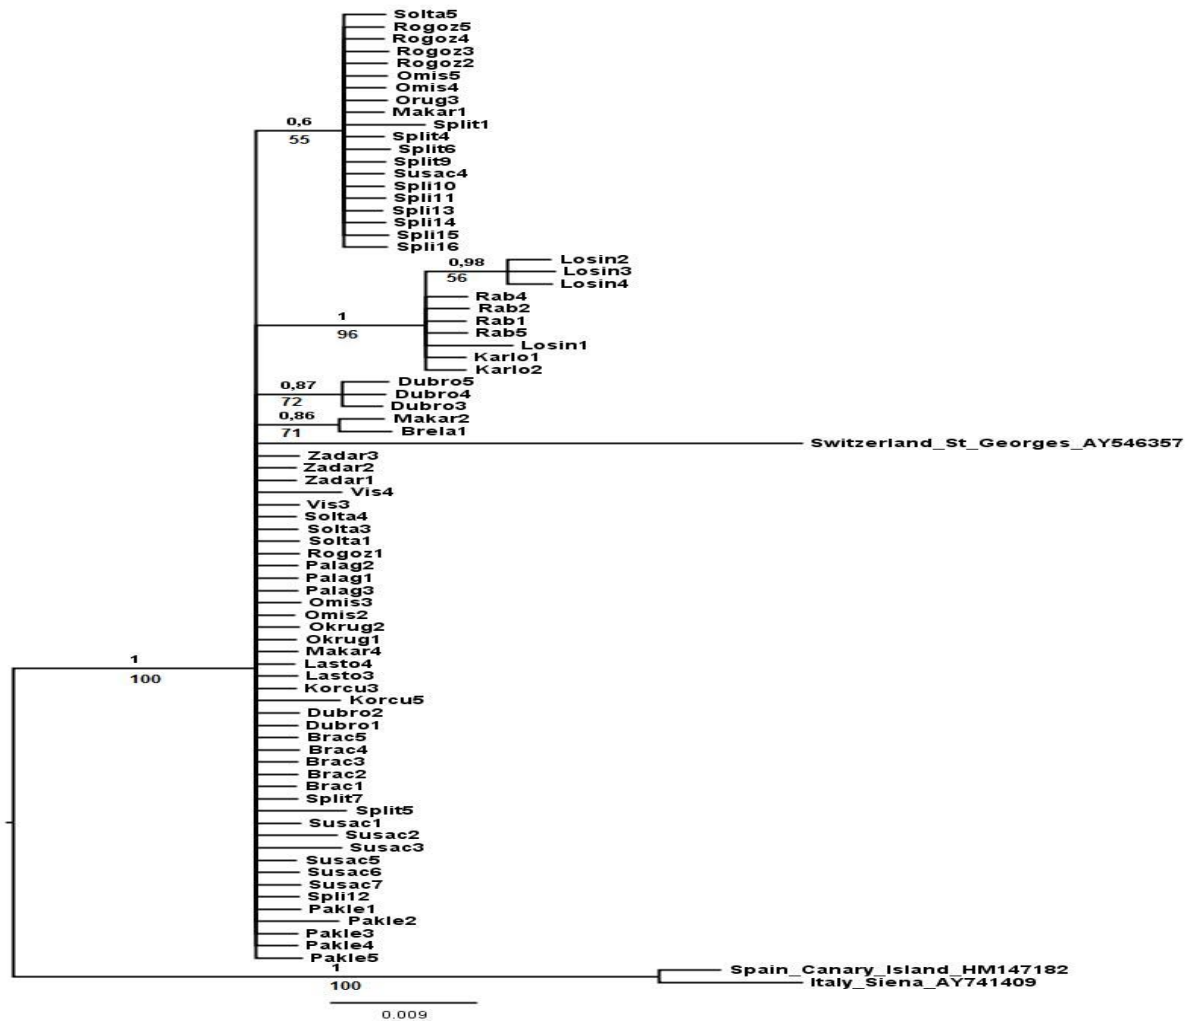 Solta5
Rogoz5
Rogoz4
Rogoz3
Rogoz2
Omis5
Omis4
Orug3
Makar1
0,6
Split1
55
Split4
Split6
Split9
Susac4
Spli10
Spli11
Spli13
Spli14
Spli15
Spli16
0,98
Losin2
Losin3
56
Losin4
Rab4
Rab2
1
Rab1
96
Rab5
Losin1
Karlo1
Karlo2
0,87
Dubro5
Dubro4
72
Dubro3
0,86
Makar2
71
Brela1
Switzerland_St_Georges_AY546357
Zadar3
Zadar2
Zadar1
Vis4
Vis3
Solta4
Solta3
Solta1
Rogoz1
Palag2
Palag1
Palag3
Omis3
Omis2
Okrug2
Okrug1
Makar4
1
Lasto4
100
Lasto3
Korcu3
Korcu5
Dubro2
Dubro1
Brac5
Brac4
Brac3
Brac2
Brac1
Split7
Split5
Susac1
Susac2
Susac3
Susac5
Susac6
Susac7
Spli12
Pakle1
Pakle2
Pakle3
Pakle4
Pakle5
1
Spain_Canary_Island_HM147182
100
Italy_Siena_AY741409
0.009